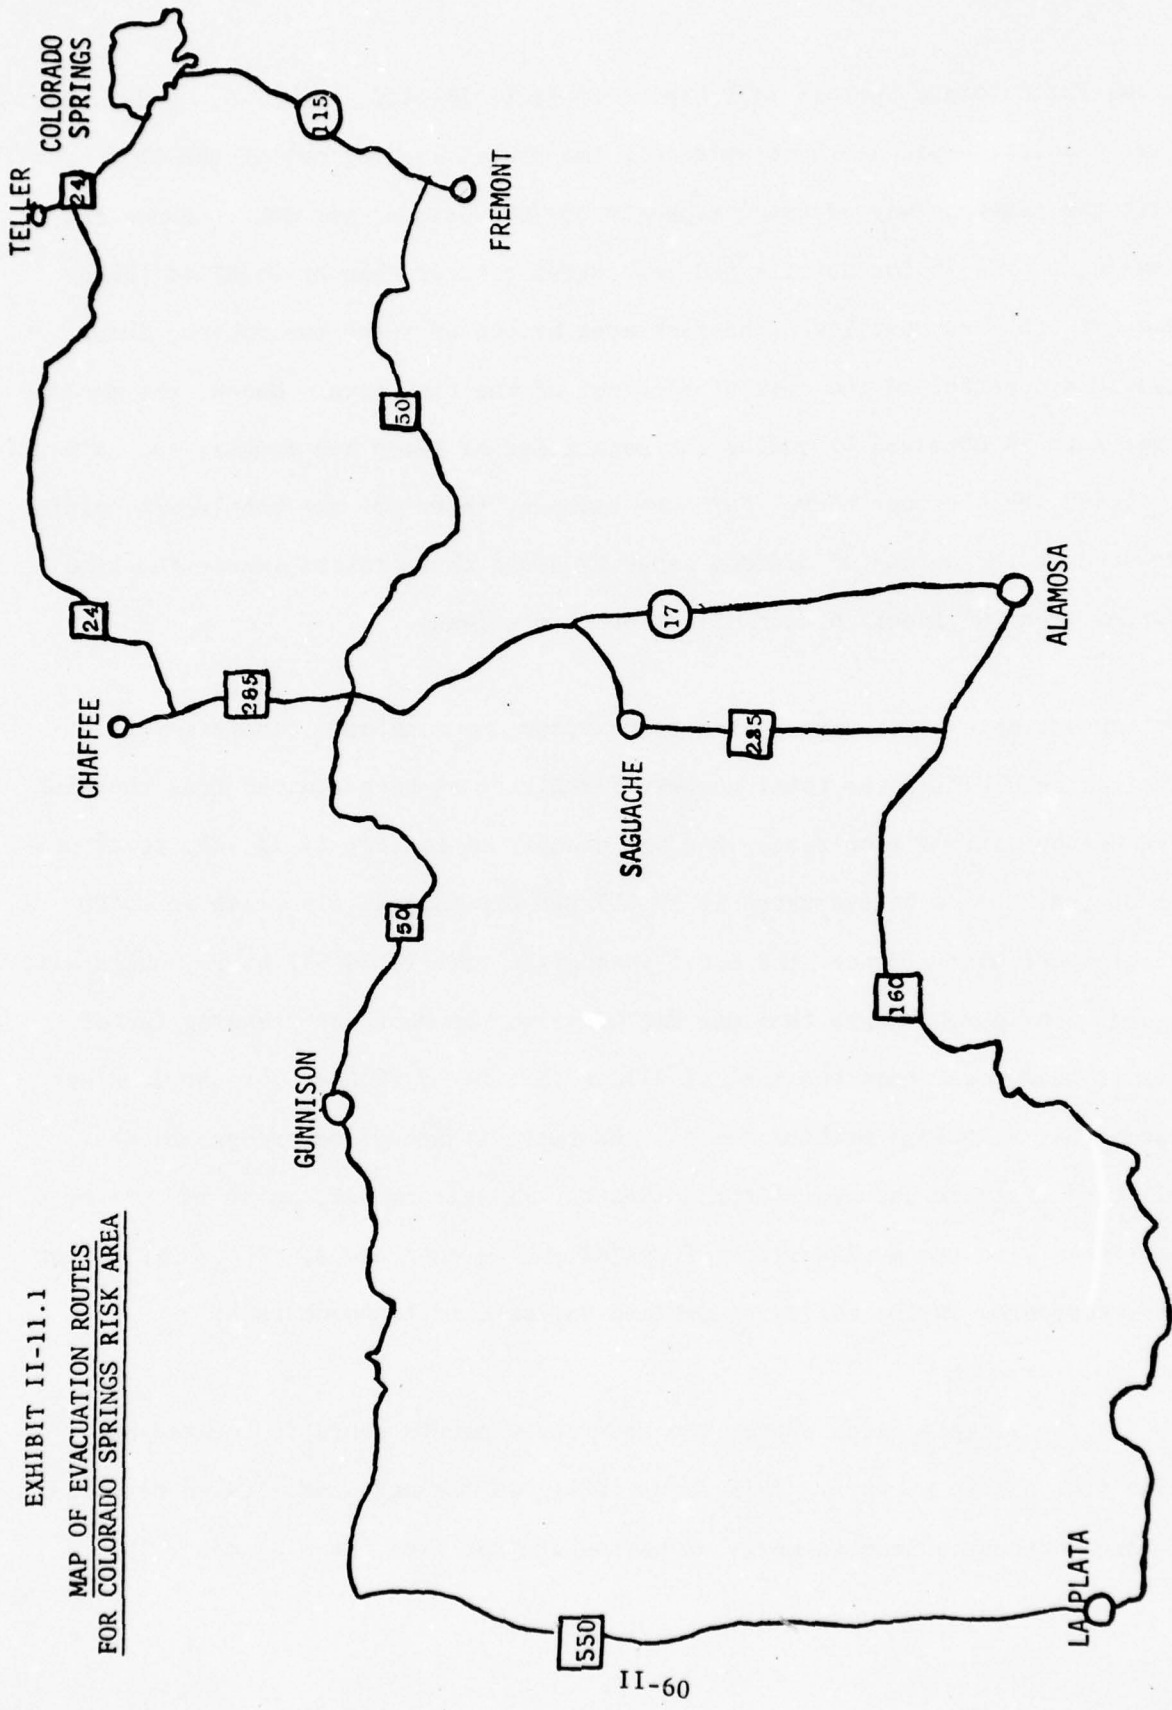 EXHIBIT II-11.1
MAP OF EVACUATION ROUTES
FOR COLORADO SPRINGS RISK AREA
TELLER
COLORADO
SPRINGS
24
115
FREMONT
50
24
CHAFFEE
285
17
ALAMOSA
SAGUACHE
285
50
GUNNISON
160
550
LA PLATA
II-60